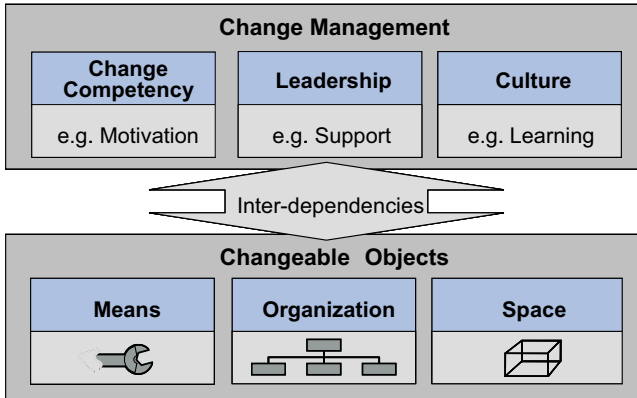 Change Management
Change
Competency
Leadership
Culture
e.g. Motivation
e.g. Support
e.g. Learning
Inter-dependencies
Changeable Objects
Means
Organization
Space